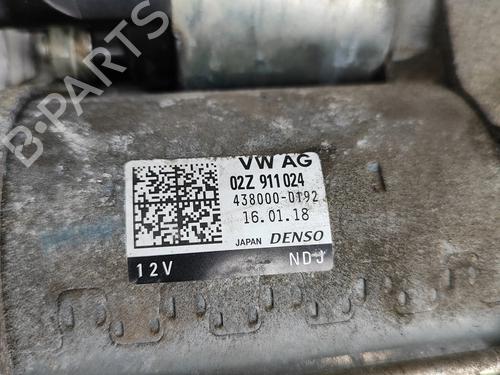 B-PARTS
VW AG
02Z 911 024
438000-0192
16.01.18
JAPAN DENSO
12V NDJ